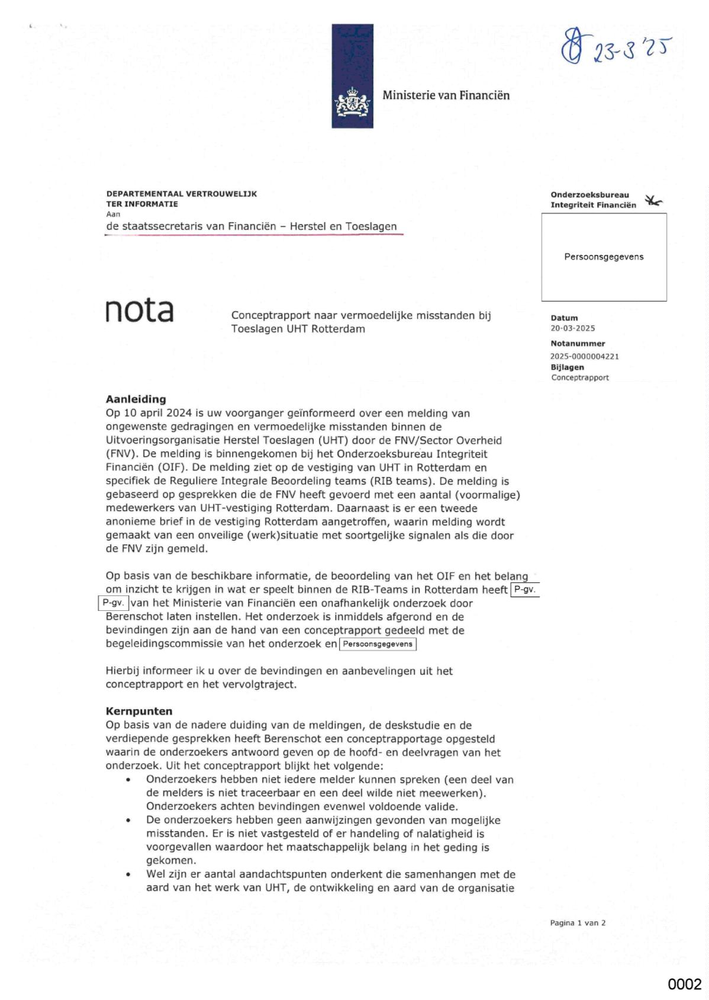 23-3 '25
Ministerie van Financiën
DEPARTEMENTAAL VERTROUWELIJK
TER INFORMATIE
Aan
de staatssecretaris van Financiën – Herstel en Toeslagen
Onderzoeksbureau
Integriteit Financiën
Persoonsgegevens
nota
Conceptrapport naar vermoedelijke misstanden bij
Toeslagen UHT Rotterdam
Datum
20-03-2025
Notanummer
2025-0000004221
Bijlagen
Conceptrapport
Aanleiding
Op 10 april 2024 is uw voorganger geïnformeerd over een melding van
ongewenste gedragingen en vermoedelijke misstanden binnen de
Uitvoeringsorganisatie Herstel Toeslagen (UHT) door de FNV/Sector Overheid
(FNV). De melding is binnengekomen bij het Onderzoeksbureau Integriteit
Financiën (OIF). De melding ziet op de vestiging van UHT in Rotterdam en
specifiek de Reguliere Integrale Beoordeling teams (RIB teams). De melding is
gebaseerd op gesprekken die de FNV heeft gevoerd met een aantal (voormalige)
medewerkers van UHT-vestiging Rotterdam. Daarnaast is er een tweede
anonieme brief in de vestiging Rotterdam aangetroffen, waarin melding wordt
gemaakt van een onveilige (werk)situatie met soortgelijke signalen als die door
de FNV zijn gemeld.
Op basis van de beschikbare informatie, de beoordeling van het OIF en het belang
om inzicht te krijgen in wat er speelt binnen de RIB-Teams in Rotterdam heeft P-gv.
P-gv. van het Ministerie van Financiën een onafhankelijk onderzoek door
Berenschot laten instellen. Het onderzoek is inmiddels afgerond en de
bevindingen zijn aan de hand van een conceptrapport gedeeld met de
begeleidingscommissie van het onderzoek en Persoonsgegevens
Hierbij informeer ik u over de bevindingen en aanbevelingen uit het
conceptrapport en het vervolgtraject.
Kernpunten
Op basis van de nadere duiding van de meldingen, de deskstudie en de
verdiepende gesprekken heeft Berenschot een conceptrapportage opgesteld
waarin de onderzoekers antwoord geven op de hoofd- en deelvragen van het
onderzoek. Uit het conceptrapport blijkt het volgende:
• Onderzoekers hebben niet iedere melder kunnen spreken (een deel van
de melders is niet traceerbaar en een deel wilde niet meewerken).
Onderzoekers achten bevindingen evenwel voldoende valide.
• De onderzoekers hebben geen aanwijzingen gevonden van mogelijke
misstanden. Er is niet vastgesteld of er handeling of nalatigheid is
voorgevallen waardoor het maatschappelijk belang in het geding is
gekomen.
• Wel zijn er aantal aandachtspunten onderkent die samenhangen met de
aard van het werk van UHT, de ontwikkeling en aard van de organisatie
Pagina 1 van 2
0002